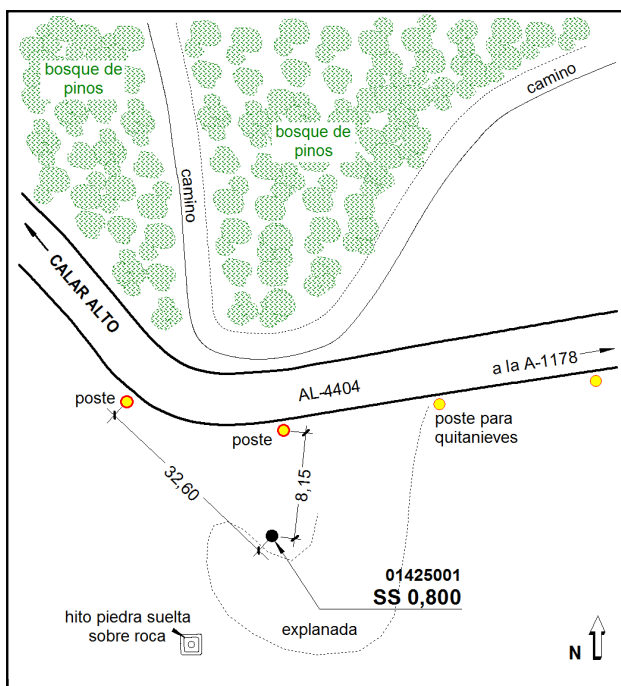 bosque de
pinos
bosque de
pinos
camino
camino
CALAR ALTO
a la A-1178
AL-4404
poste
poste
poste para
quitanieves
32,60
8,15
01425001
SS 0,800
hito piedra suelta
sobre roca
explanada
N